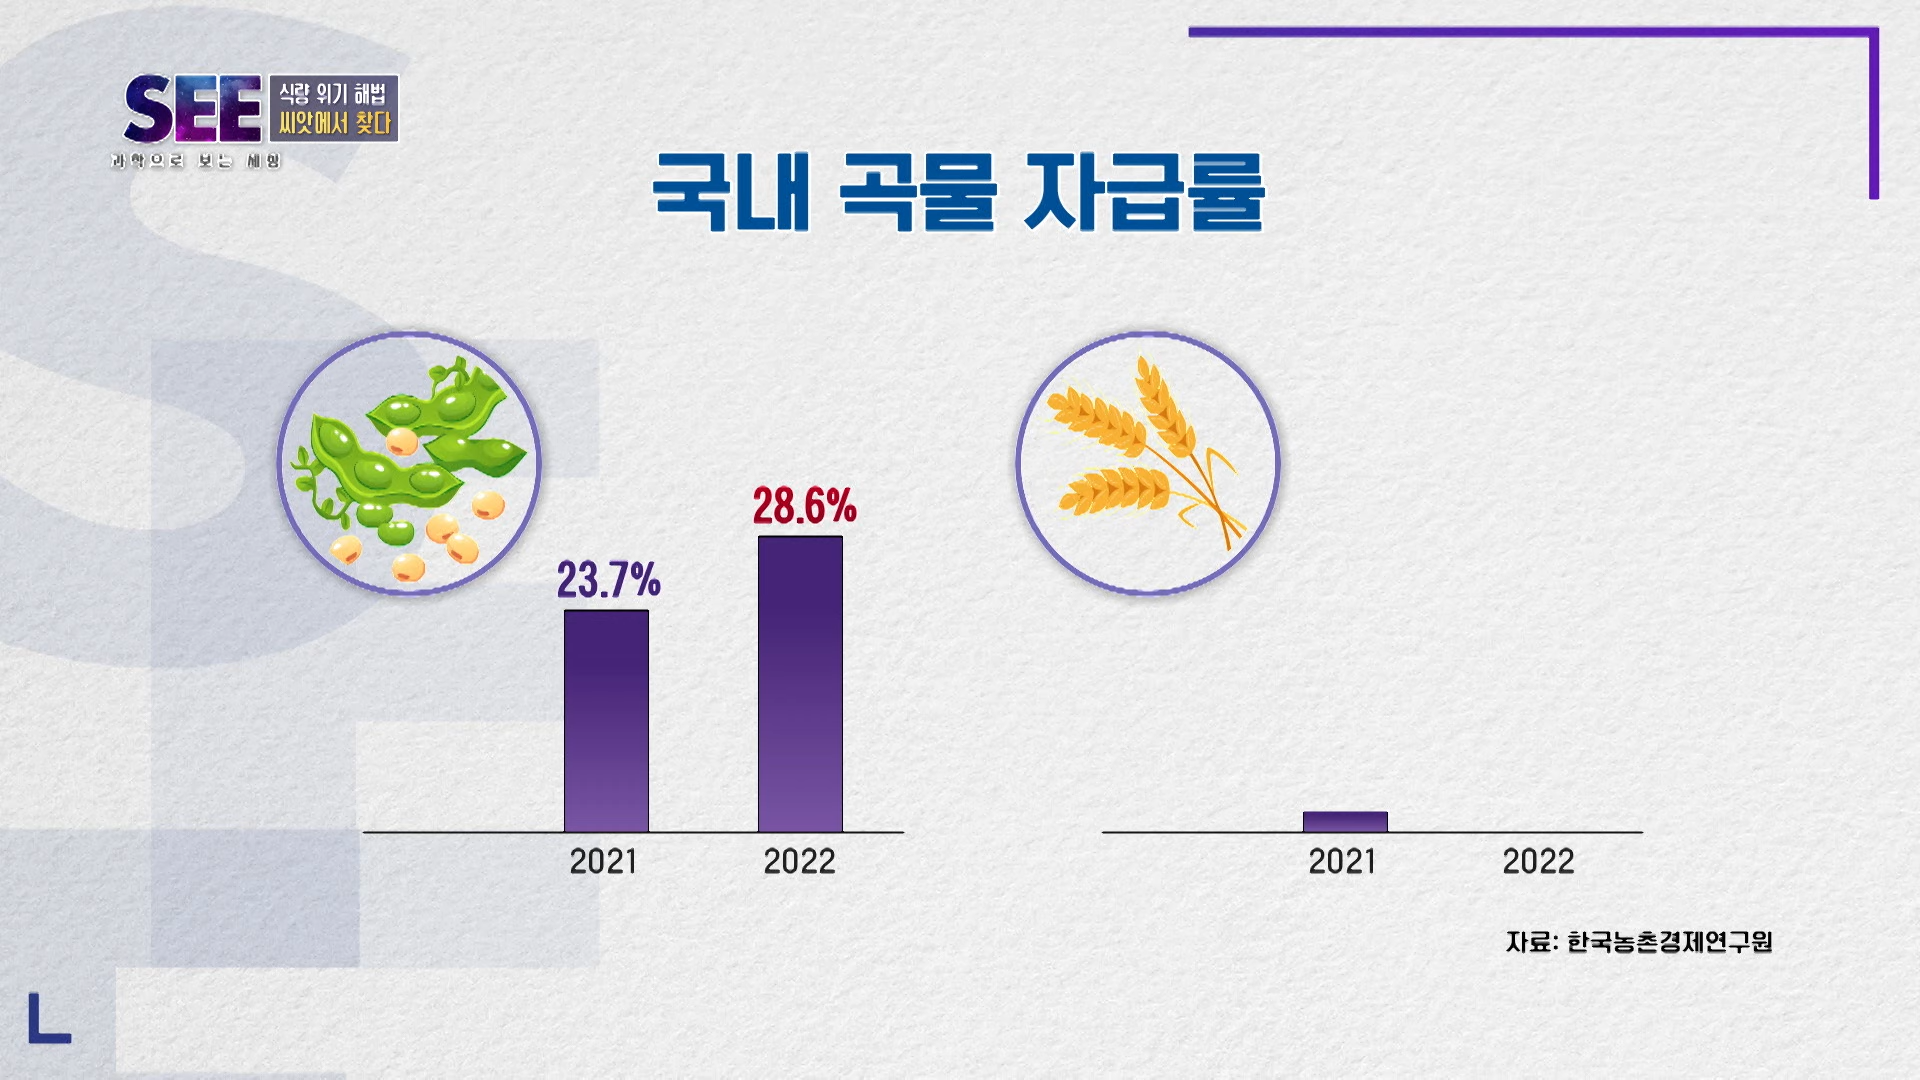 SEE
식량 위기 해법
씨앗에서 찾다
과학으로 보는 세상
국내 곡물 자급률
23.7%
28.6%
2021 2022
2021 2022
자료: 한국농촌경제연구원